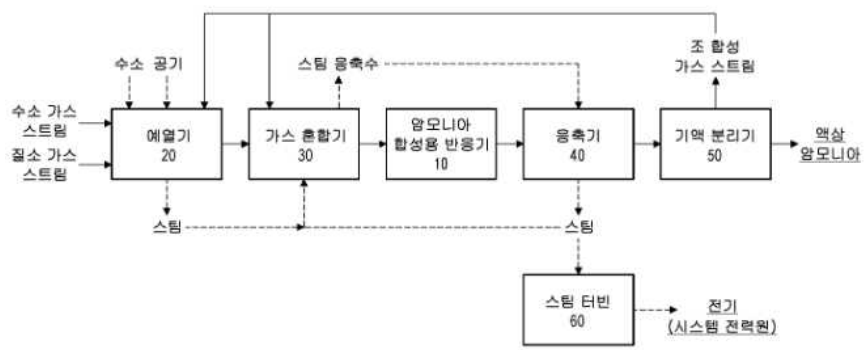 조 합성
가스 스트림
수소 공기
스팀 응축수
수소 가스
스트림
질소 가스
스트림
예열기
20
가스 혼합기
30
암모니아
합성용 반응기
10
응축기
40
기액 분리기
50
액상
암모니아
스팀
스팀
스팀 터빈
60
전기
(시스템 전력원)